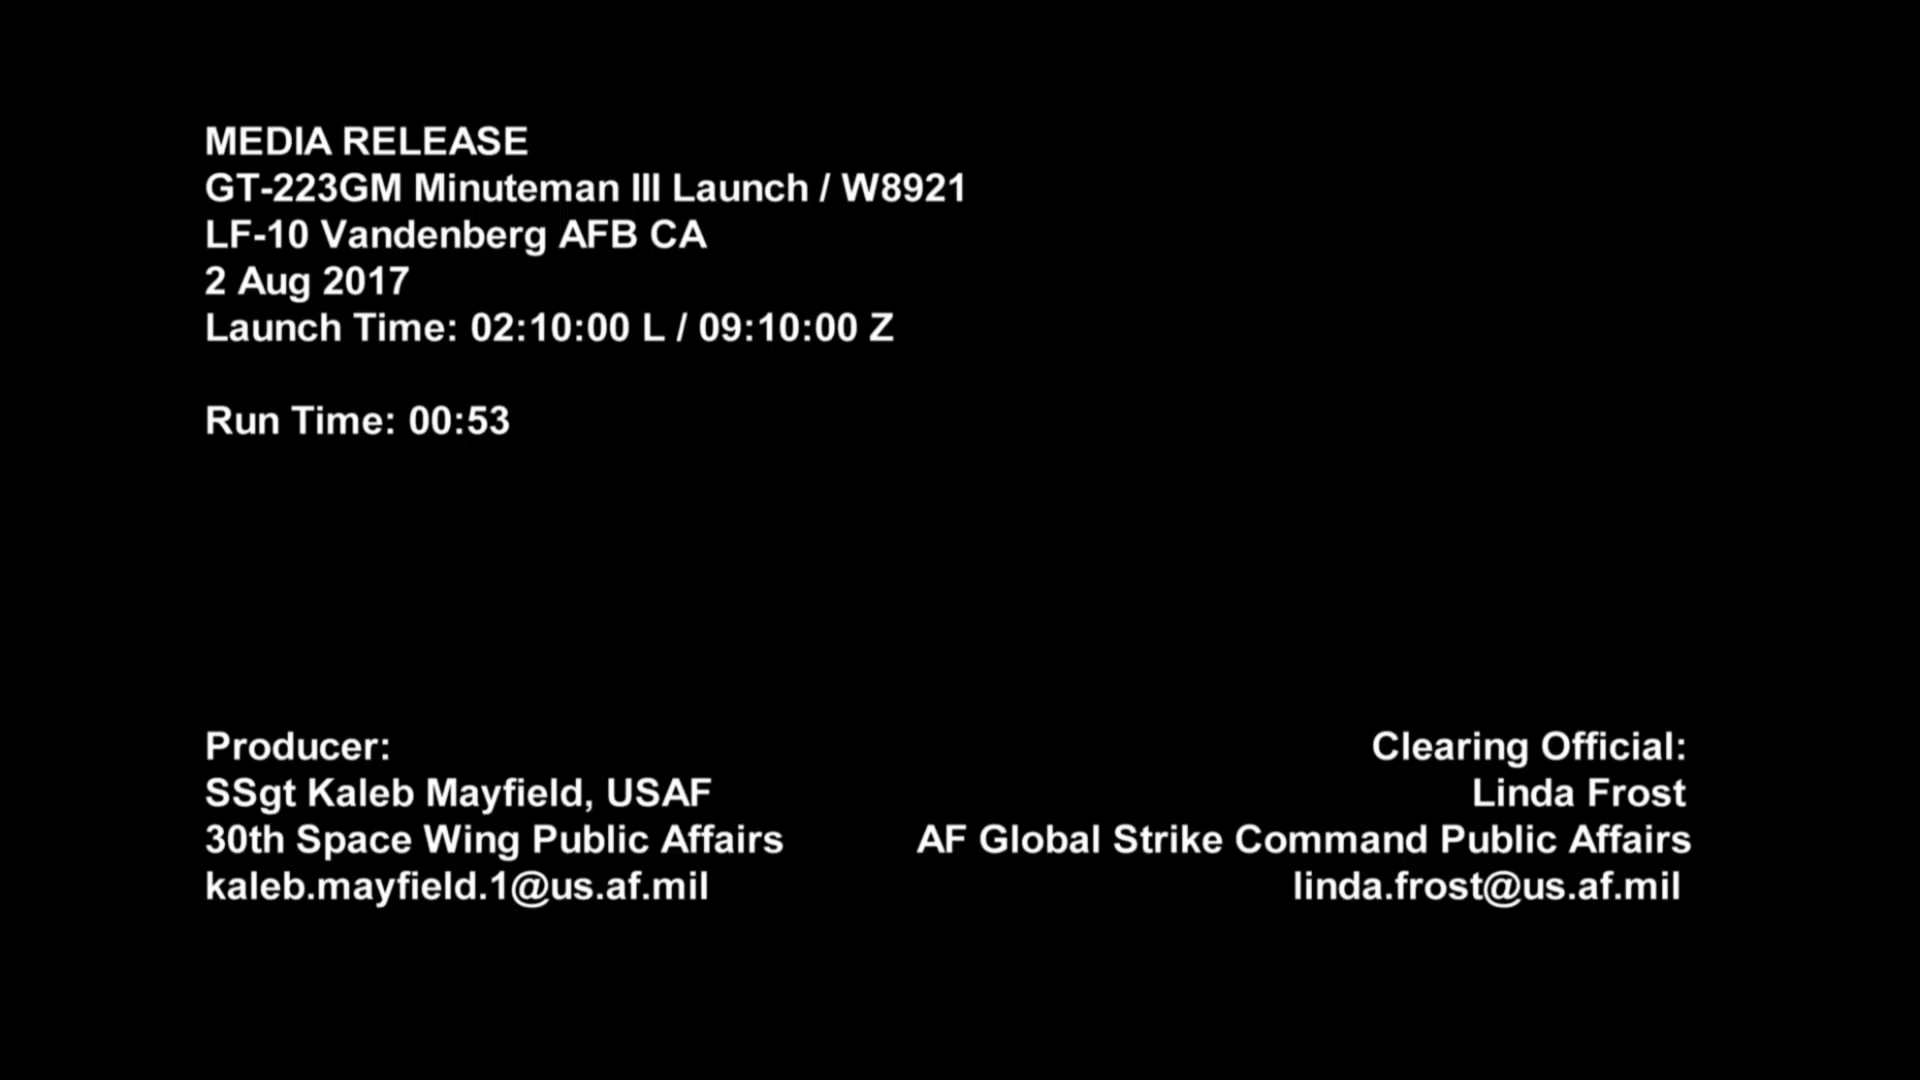 MEDIA RELEASE
GT-223GM Minuteman III Launch / W8921
LF-10 Vandenberg AFB CA
2 Aug 2017
Launch Time: 02:10:00 L / 09:10:00 Z
Run Time: 00:53
Producer:
SSgt Kaleb Mayfield, USAF
30th Space Wing Public Affairs
kaleb.mayfield.1@us.af.mil
Clearing Official:
Linda Frost
AF Global Strike Command Public Affairs
linda.frost@us.af.mil